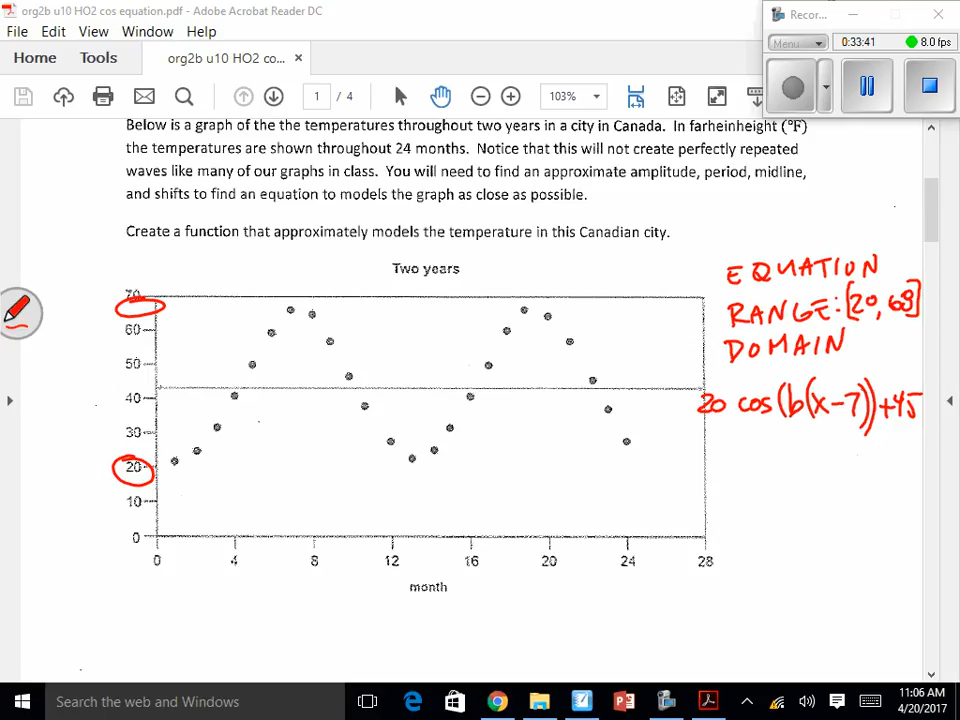 org2b u10 HO2 cos equation.pdf - Adobe Acrobat Reader DC
Recor...
File Edit View Window Help
Menu
0:33:41
8.0 fps
Home
Tools
org2b u10 HO2 co...
1 / 4
103%
Below is a graph of the the temperatures throughout two years in a city in Canada. In farheinheight (°F)
the temperatures are shown throughout 24 months. Notice that this will not create perfectly repeated
waves like many of our graphs in class. You will need to find an approximate amplitude, period, midline,
and shifts to find an equation to models the graph as close as possible.
Create a function that approximately models the temperature in this Canadian city.
Two years
70
60
50
40
30
20
10
0
0 4 8 12 16 20 24 28
month
EQUATION
RANGE: [20, 68]
DOMAIN
20 cos(b(x-7))+45
Search the web and Windows
11:06 AM
4/20/2017